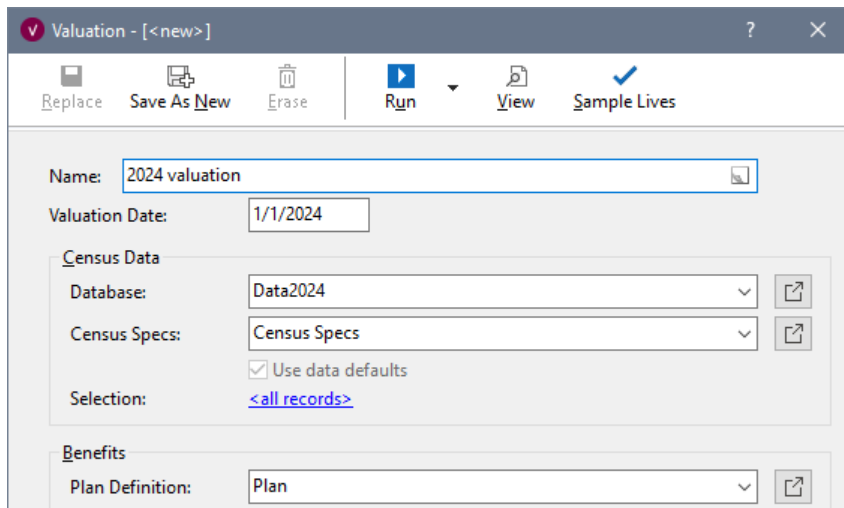 V Valuation - [<new>] ? ×
Replace Save As New Erase Run View Sample Lives
Name: 2024 valuation
Valuation Date: 1/1/2024
Census Data
Database: Data2024
Census Specs: Census Specs
Use data defaults
Selection: <all records>
Benefits
Plan Definition: Plan